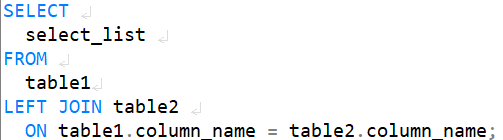 SELECT
  select_list
FROM
  table1
LEFT JOIN table2
  ON table1.column_name = table2.column_name;